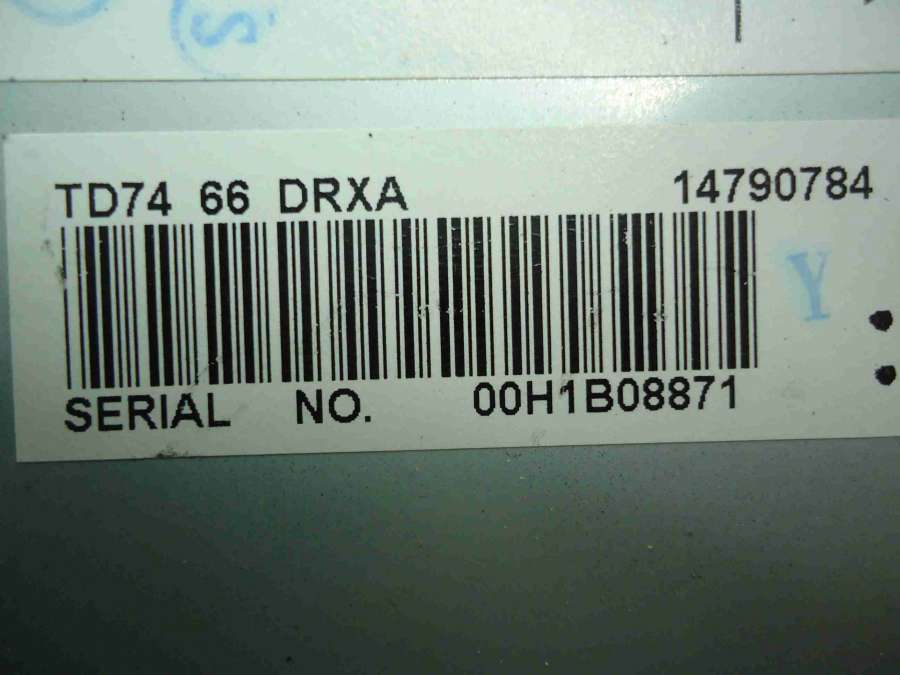 S
TD74 66 DRXA 14790784
Y
SERIAL NO. 00H1B08871